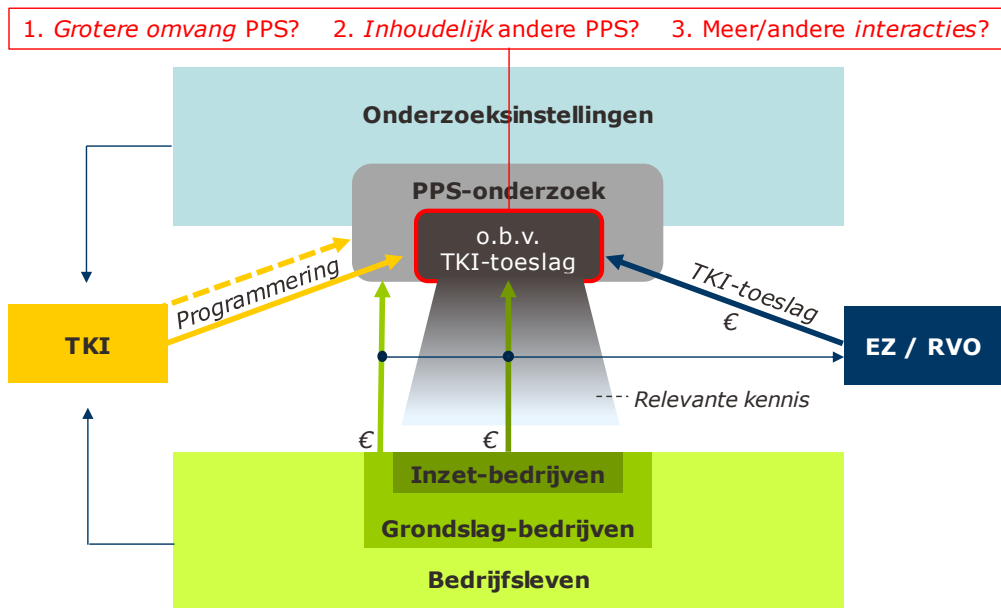 1. Grotere omvang PPS? 2. Inhoudelijk andere PPS? 3. Meer/andere interacties?
Onderzoeksinstellingen
PPS-onderzoek
o.b.v.
TKI-toeslag
Programmering
TKI-toeslag
€
TKI
EZ / RVO
Relevante kennis
€
€
Inzet-bedrijven
Grondslag-bedrijven
Bedrijfsleven